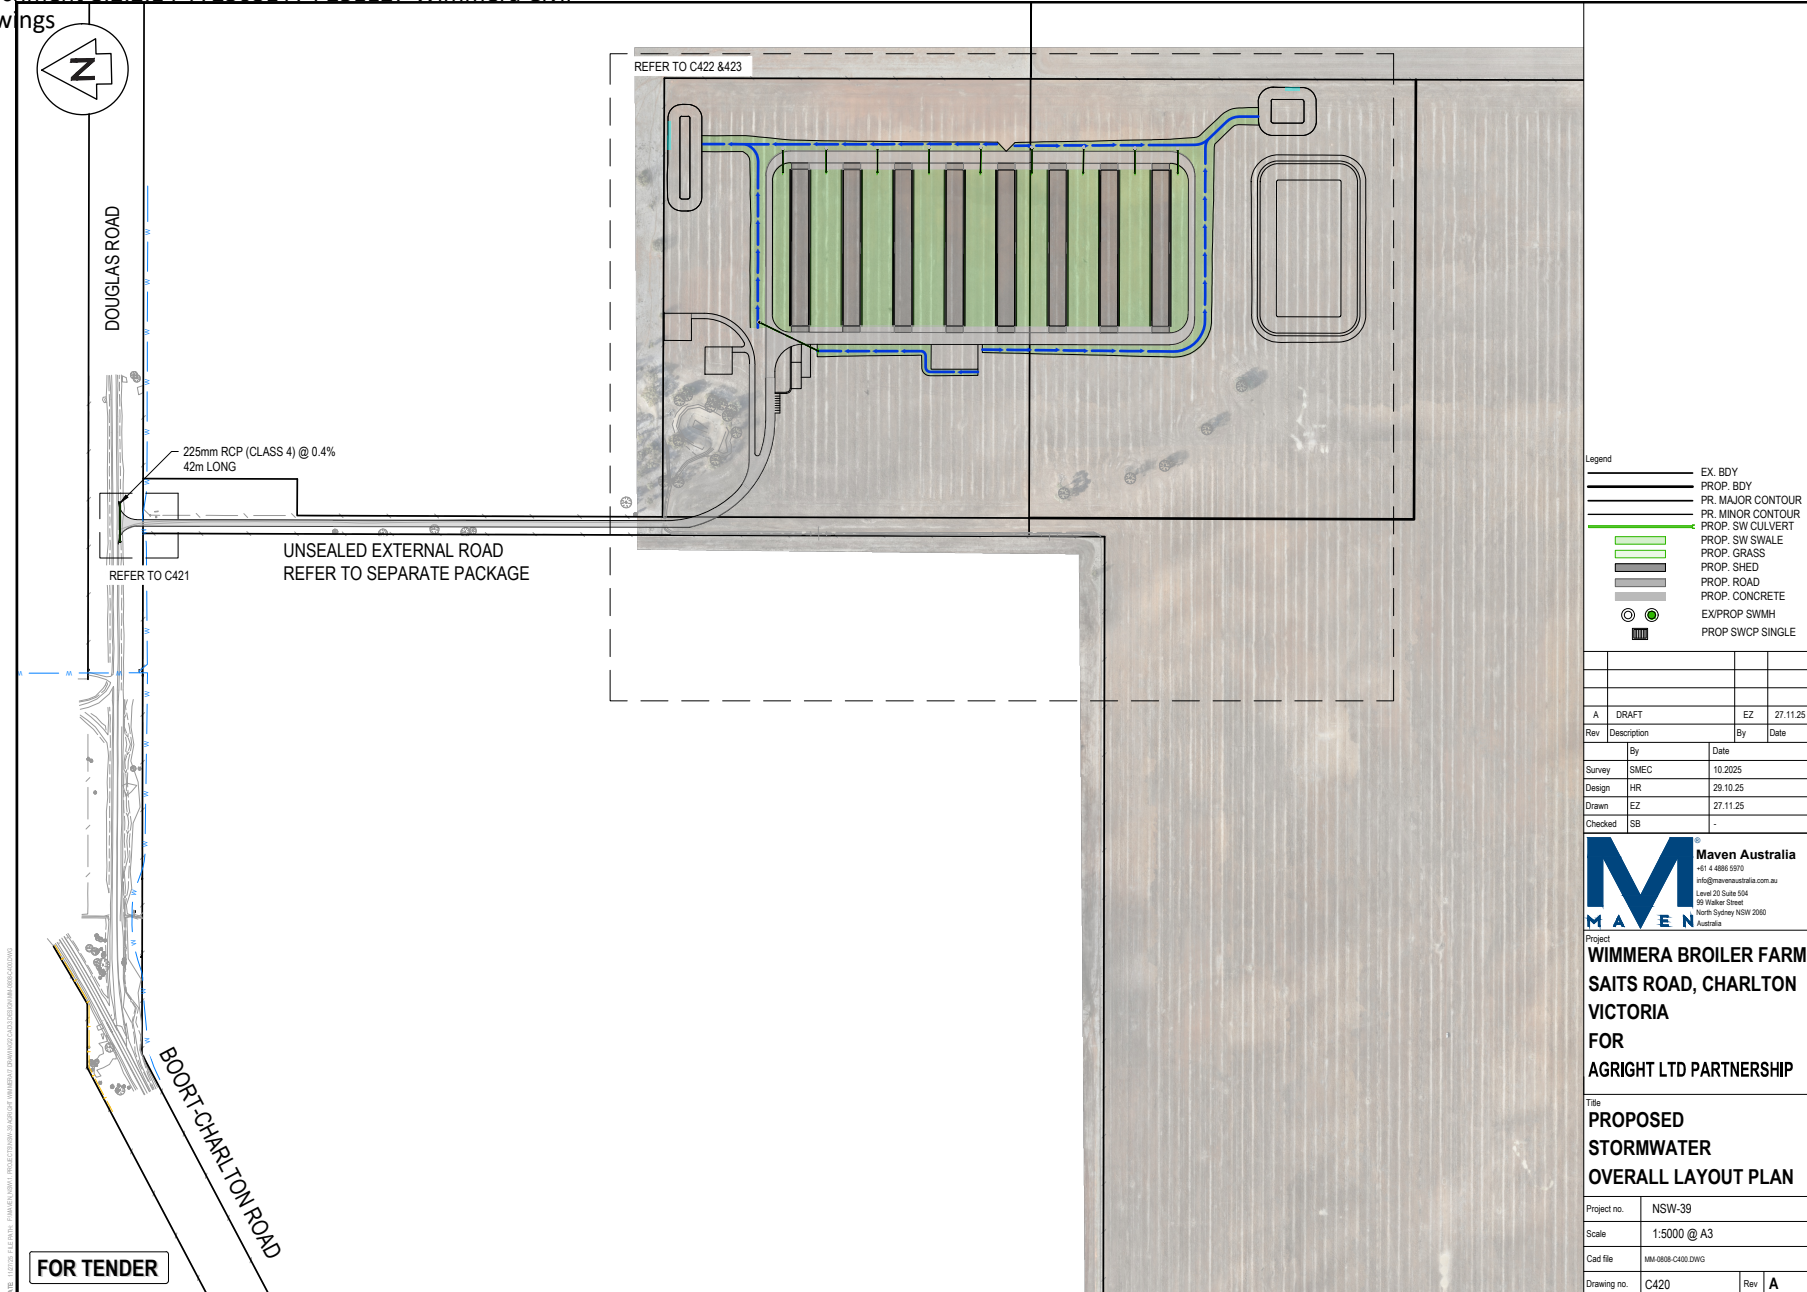 wings
N
REFER TO C422 &423
DOUGLAS ROAD
225mm RCP (CLASS 4) @ 0.4%
42m LONG
UNSEALED EXTERNAL ROAD
REFER TO SEPARATE PACKAGE
REFER TO C421
BOORT-CHARLTON ROAD
FOR TENDER
Legend
EX. BDY
PROP. BDY
PR. MAJOR CONTOUR
PR. MINOR CONTOUR
PROP. SW CULVERT
PROP. SW SWALE
PROP. GRASS
PROP. SHED
PROP. ROAD
PROP. CONCRETE
EX/PROP SWMH
PROP SWCP SINGLE
A DRAFT EZ 27.11.25
Rev Description By Date
By Date
Survey SMEC 10.2025
Design HR 29.10.25
Drawn EZ 27.11.25
Checked SB -
MAVEN
®
Maven Australia
+61 4 4886 5970
info@mavenaustralia.com.au
Level 20 Suite 504
99 Walker Street
North Sydney NSW 2060
Australia
Project
WIMMERA BROILER FARM
SAITS ROAD, CHARLTON
VICTORIA
FOR
AGRIGHT LTD PARTNERSHIP
Title
PROPOSED
STORMWATER
OVERALL LAYOUT PLAN
Project no. NSW-39
Scale 1:5000 @ A3
Cad file MM-0808-C400.DWG
Drawing no. C420 Rev A